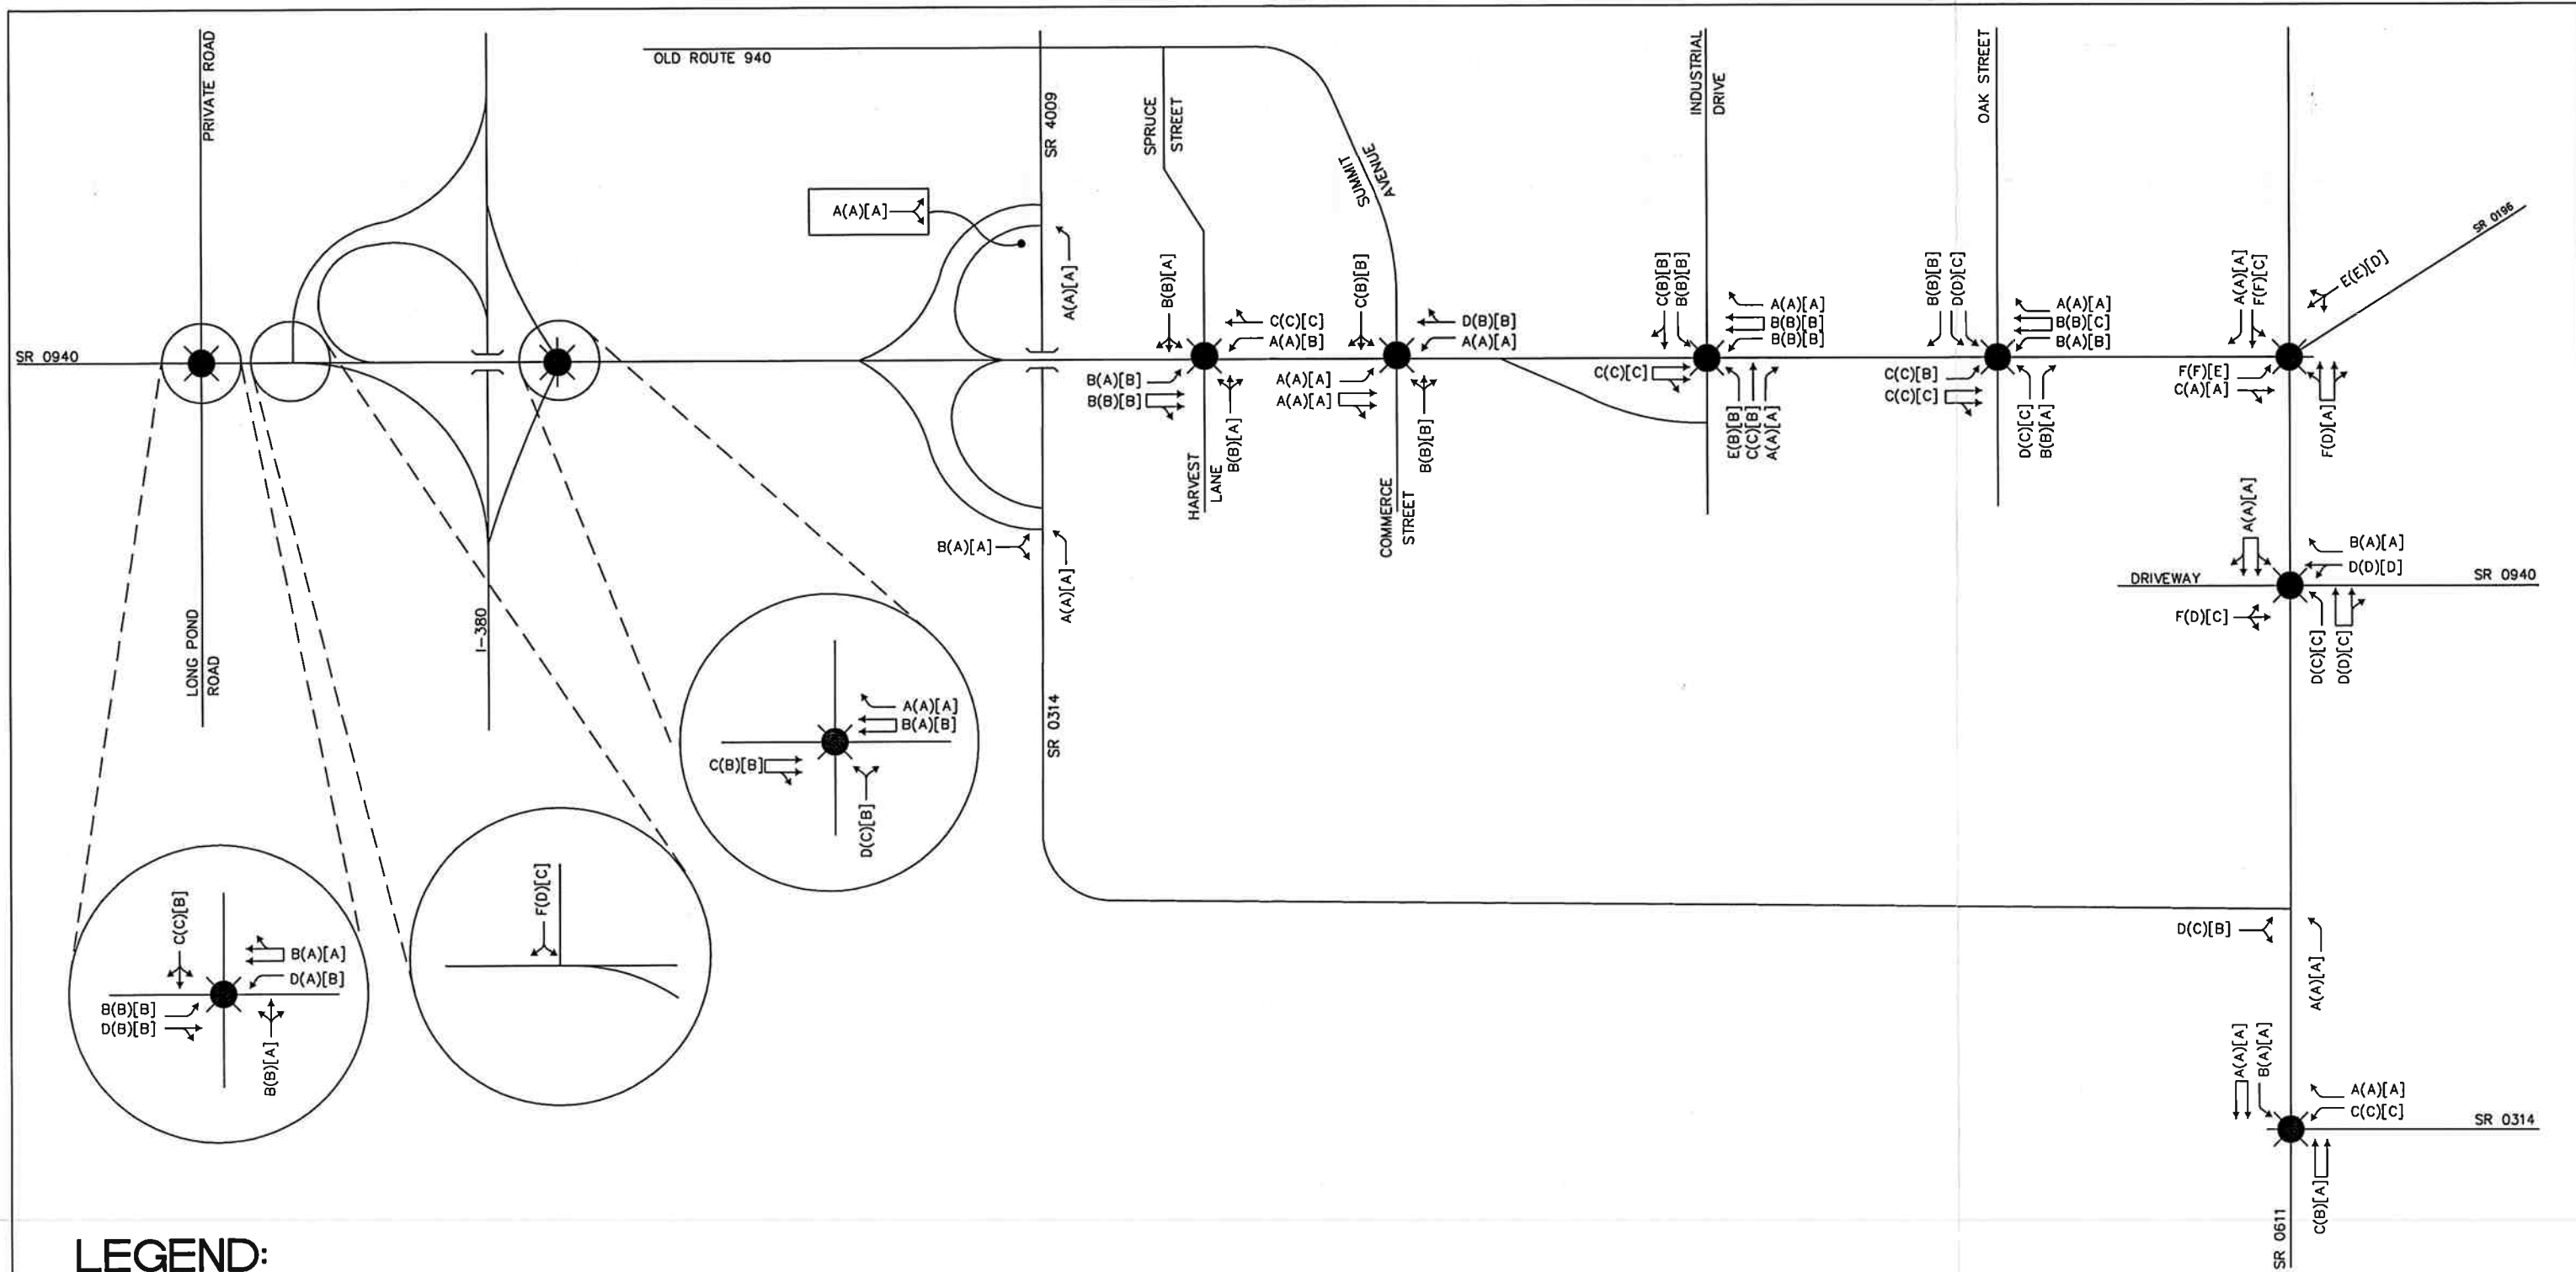 PRIVATE ROAD
OLD ROUTE 940
SR 4009
SPRUCE
STREET
SUMMIT
AVENUE
INDUSTRIAL
DRIVE
OAK STREET
SR 0196
A(A)[A]
A(A)[A]
B(B)[A]
C(C)[C]
A(A)[B]
B(A)[B]
B(B)[B]
B(B)[A]
HARVEST
LANE
C(B)[B]
D(B)[B]
A(A)[A]
A(A)[A]
A(A)[A]
B(B)[B]
COMMERCE
STREET
C(B)[B]
B(B)[B]
A(A)[A]
B(B)[B]
B(B)[B]
C(C)[C]
E(B)[B]
C(C)[B]
A(A)[A]
B(B)[B]
D(D)[C]
A(A)[A]
B(B)[C]
B(A)[B]
C(C)[B]
C(C)[C]
D(C)[C]
B(B)[A]
A(A)[A]
F(F)[C]
E(E)[D]
F(F)[E]
C(A)[A]
F(D)[A]
SR 0940
LONG POND
ROAD
I-380
B(A)[A]
A(A)[A]
SR 0314
A(A)[A]
B(A)[A]
D(D)[D]
DRIVEWAY
SR 0940
F(D)[C]
D(C)[C]
D(D)[C]
A(A)[A]
B(A)[B]
C(B)[B]
D(C)[B]
F(D)[C]
C(C)[B]
B(A)[A]
D(A)[B]
B(B)[B]
D(B)[B]
B(B)[A]
D(C)[B]
A(A)[A]
A(A)[A]
B(A)[A]
A(A)[A]
C(C)[C]
SR 0314
C(B)[A]
SR 0611
LEGEND: